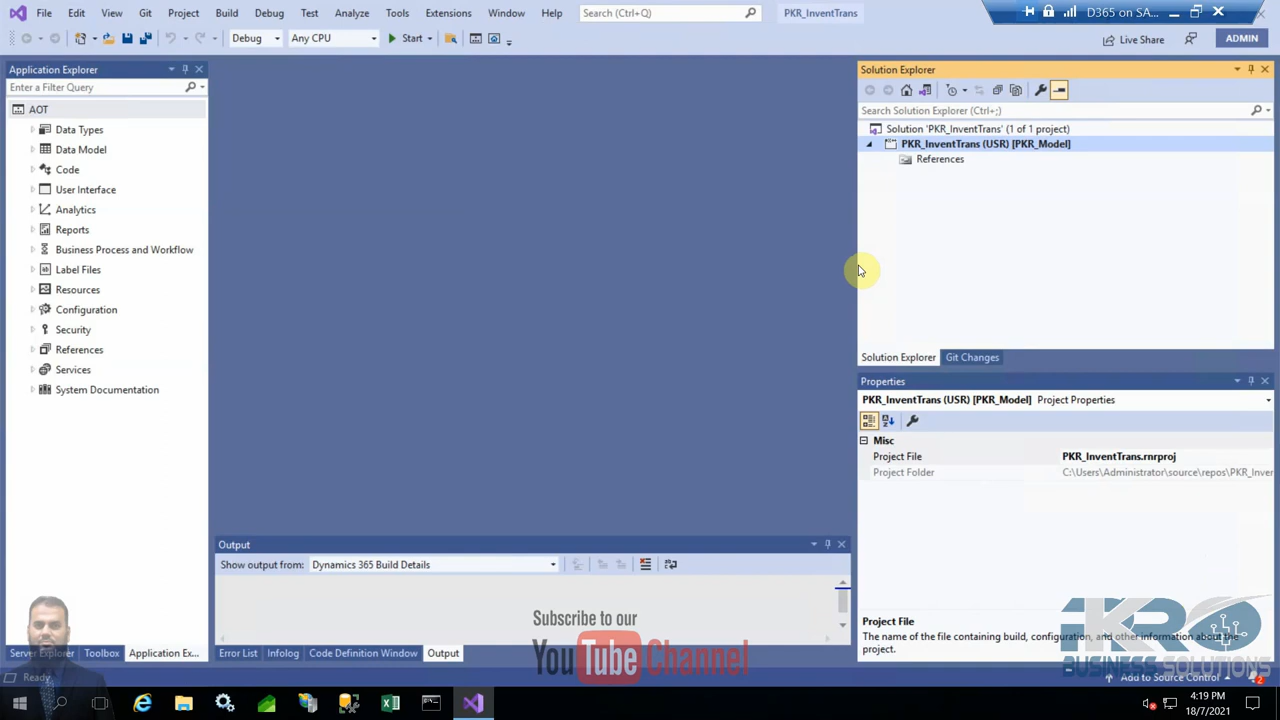 File Edit View Git Project Build Debug Test Analyze Tools Extensions Window Help Search (Ctrl+Q) PKR_InventTrans D365 on SA...
Debug Any CPU Start Live Share ADMIN
Application Explorer
Enter a Filter Query
AOT
Data Types
Data Model
Code
User Interface
Analytics
Reports
Business Process and Workflow
Label Files
Resources
Configuration
Security
References
Services
System Documentation
Server Explorer Toolbox Application Ex...
Output
Show output from: Dynamics 365 Build Details
Error List Infolog Code Definition Window Output
Subscribe to our
YouTube Channel
Solution Explorer
Search Solution Explorer (Ctrl+;)
Solution 'PKR_InventTrans' (1 of 1 project)
PKR_InventTrans (USR) [PKR_Model]
References
Solution Explorer Git Changes
Properties
PKR_InventTrans (USR) [PKR_Model] Project Properties
Misc
Project File PKR_InventTrans.rnrproj
Project Folder C:\Users\Administrator\source\repos\PKR_Inver
Project File
The name of the file containing build, configuration, and other information about the
project.
BUSINESS SOLUTIONS
Ready Add to Source Control 2
4:19 PM
18/7/2021